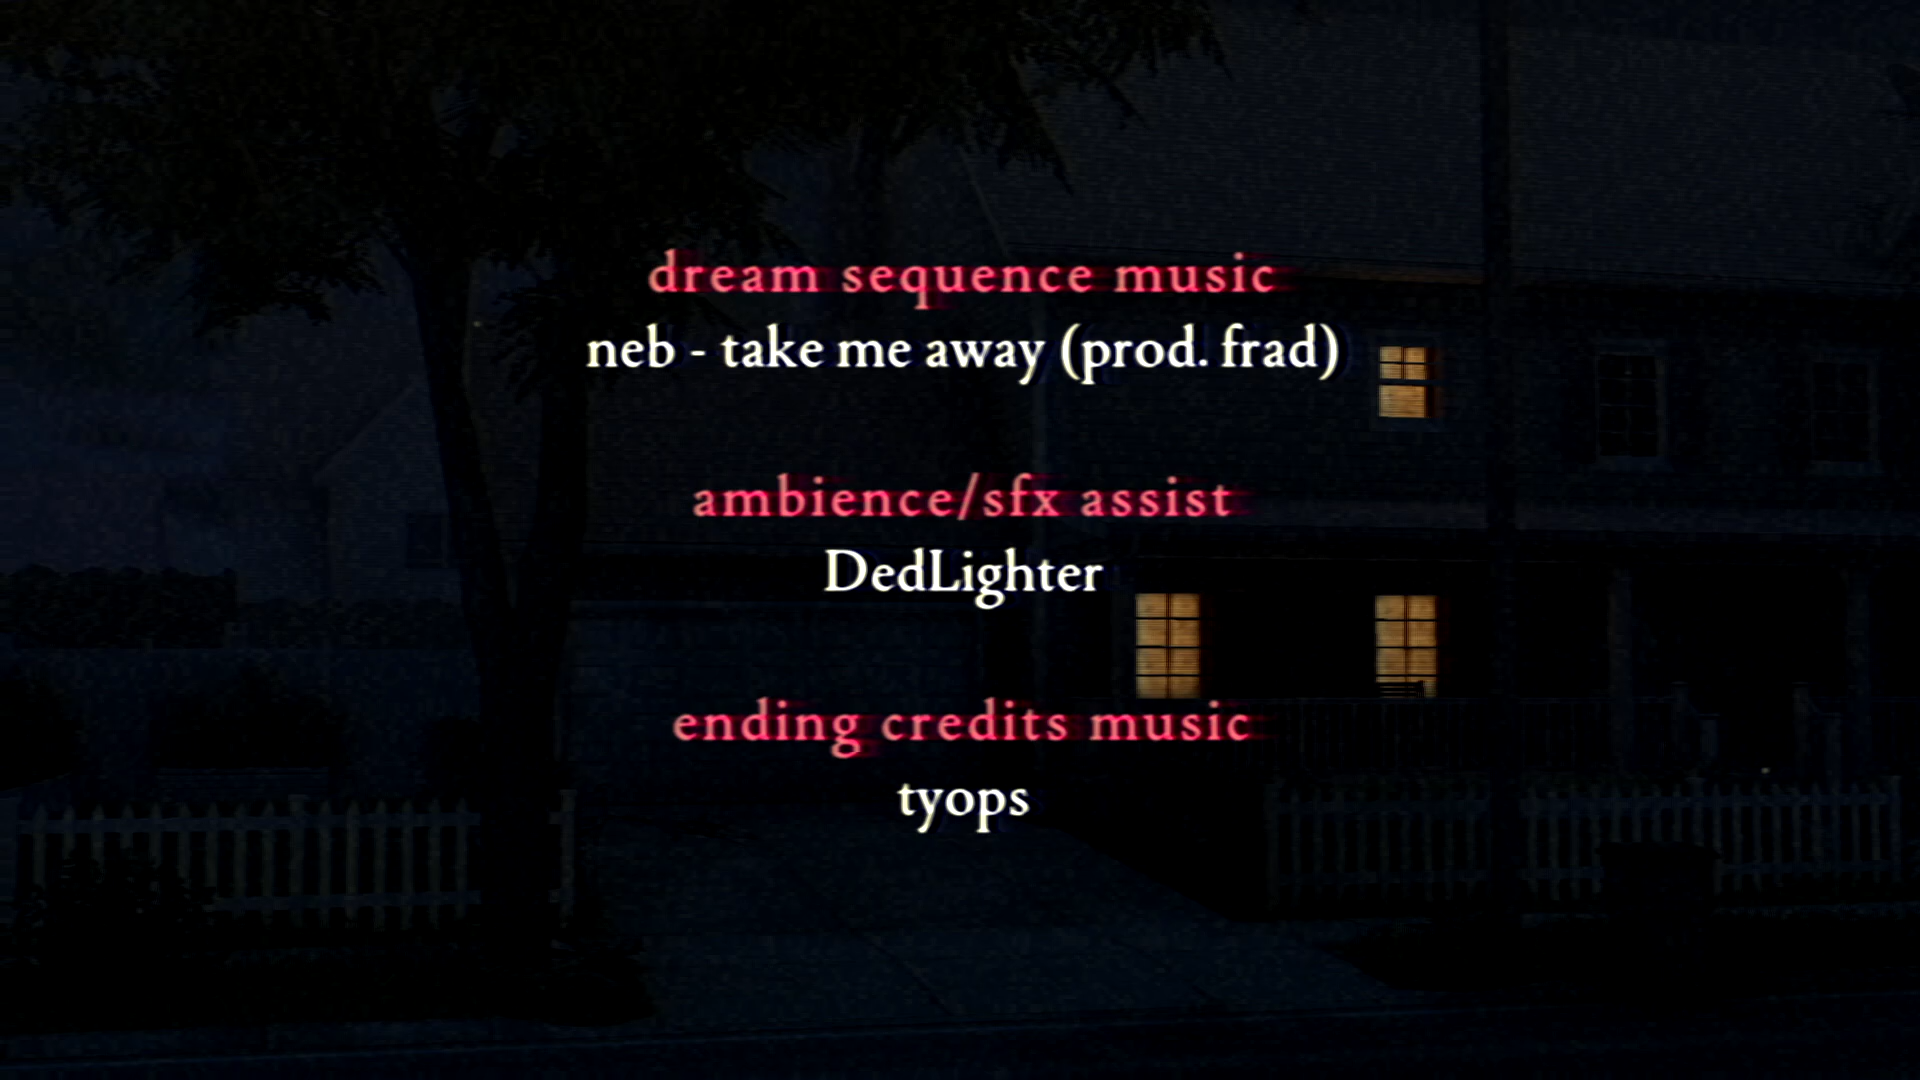 dream sequence music
neb - take me away (prod. frad)
ambience/sfx assist
DedLighter
ending credits music
tyops